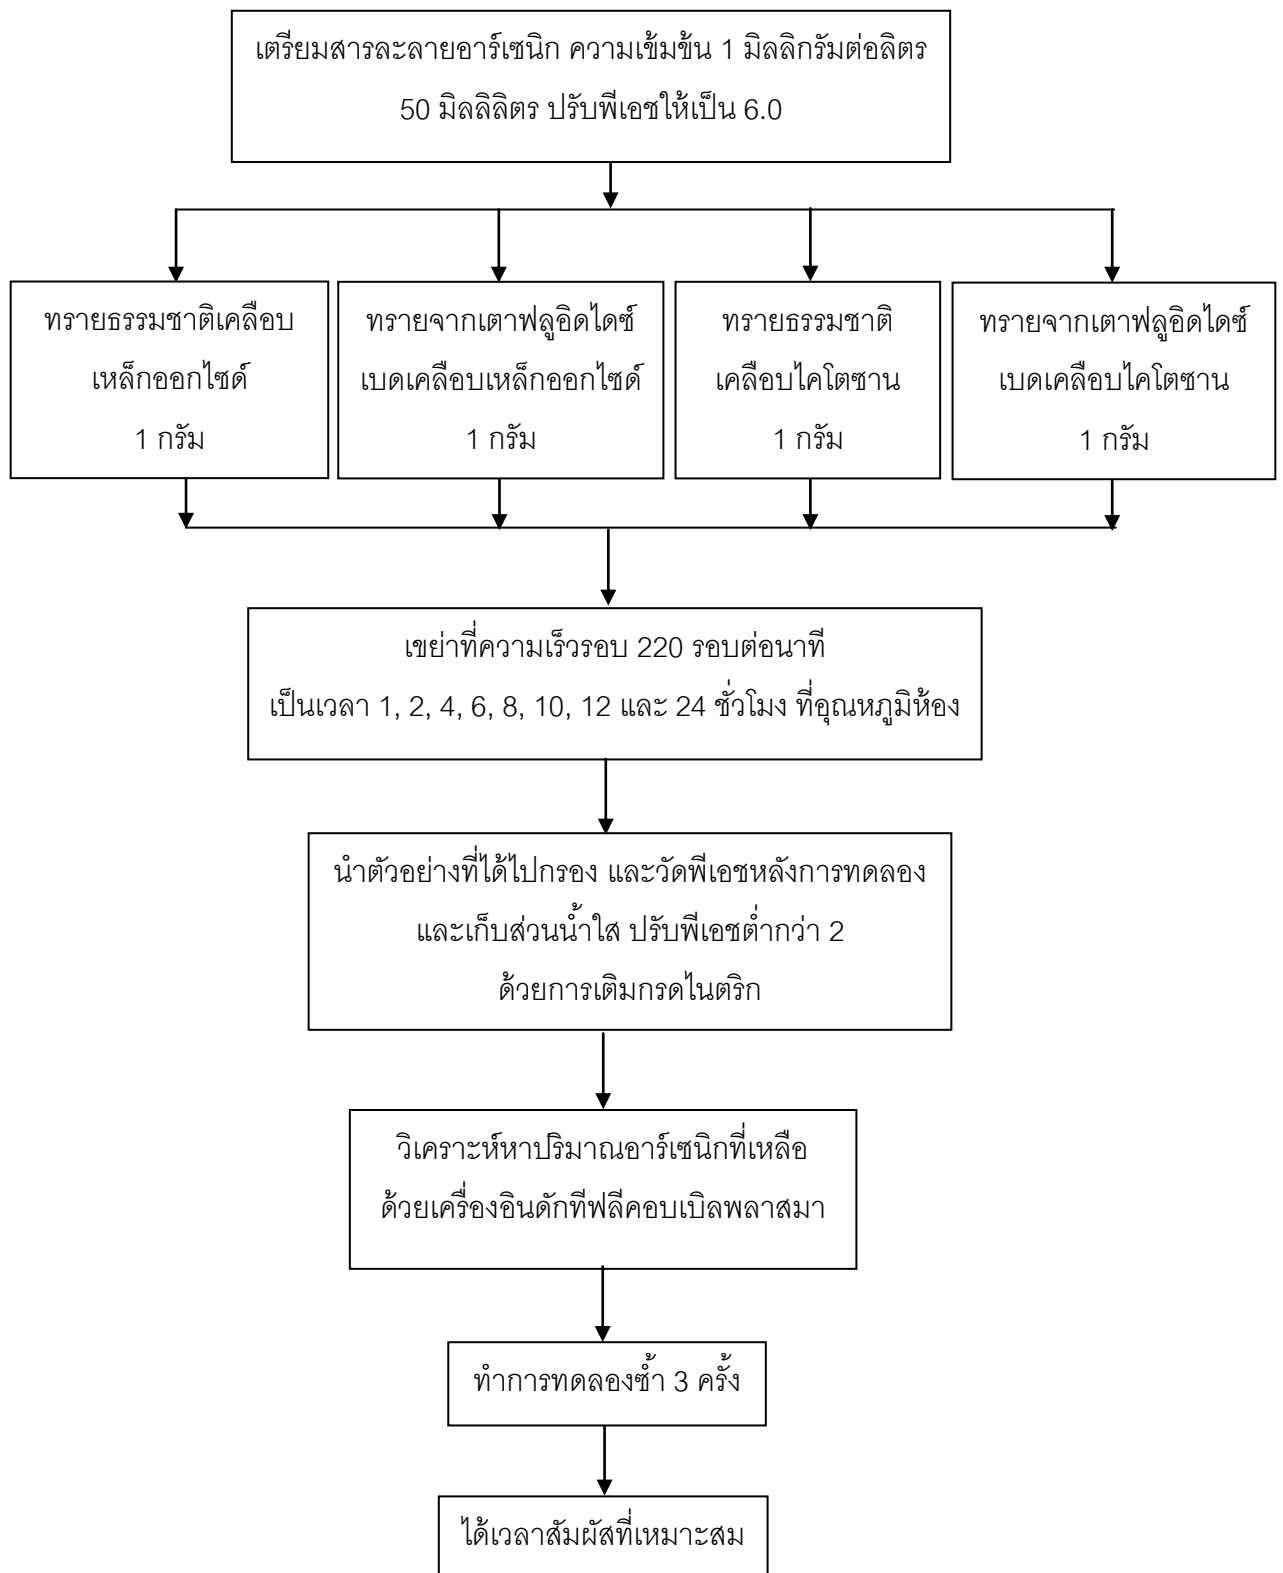 เตรียมสารละลายอาร์เซนิก ความเข้มข้น 1 มิลลิกรัมต่อลิตร
50 มิลลิลิตร ปรับพีเอชให้เป็น 6.0
ทรายธรรมชาติเคลือบ
เหล็กออกไซด์
1 กรัม
ทรายจากเตาฟลูอิดไดซ์
เบดเคลือบเหล็กออกไซด์
1 กรัม
ทรายธรรมชาติ
เคลือบไคโตซาน
1 กรัม
ทรายจากเตาฟลูอิดไดซ์
เบดเคลือบไคโตซาน
1 กรัม
เขย่าที่ความเร็วรอบ 220 รอบต่อนาที
เป็นเวลา 1, 2, 4, 6, 8, 10, 12 และ 24 ชั่วโมง ที่อุณหภูมิห้อง
นำตัวอย่างที่ได้ไปกรอง และวัดพีเอชหลังการทดลอง
และเก็บส่วนน้ำใส ปรับพีเอชต่ำกว่า 2
ด้วยการเติมกรดไนตริก
วิเคราะห์หาปริมาณอาร์เซนิกที่เหลือ
ด้วยเครื่องอินดักทีฟลีคอบเบิลพลาสมา
ทำการทดลองซ้ำ 3 ครั้ง
ได้เวลาสัมผัสที่เหมาะสม